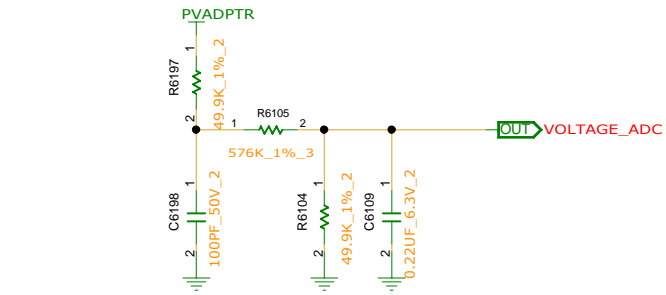 PVADPTR
1
R6197
49.9K_1%_2
2
1
R6105
2
576K_1%_3
OUT
VOLTAGE_ADC
1
C6198
100PF_50V_2
2
1
R6104
49.9K_1%_2
2
1
C6109
0.22UF_6.3V_2
2